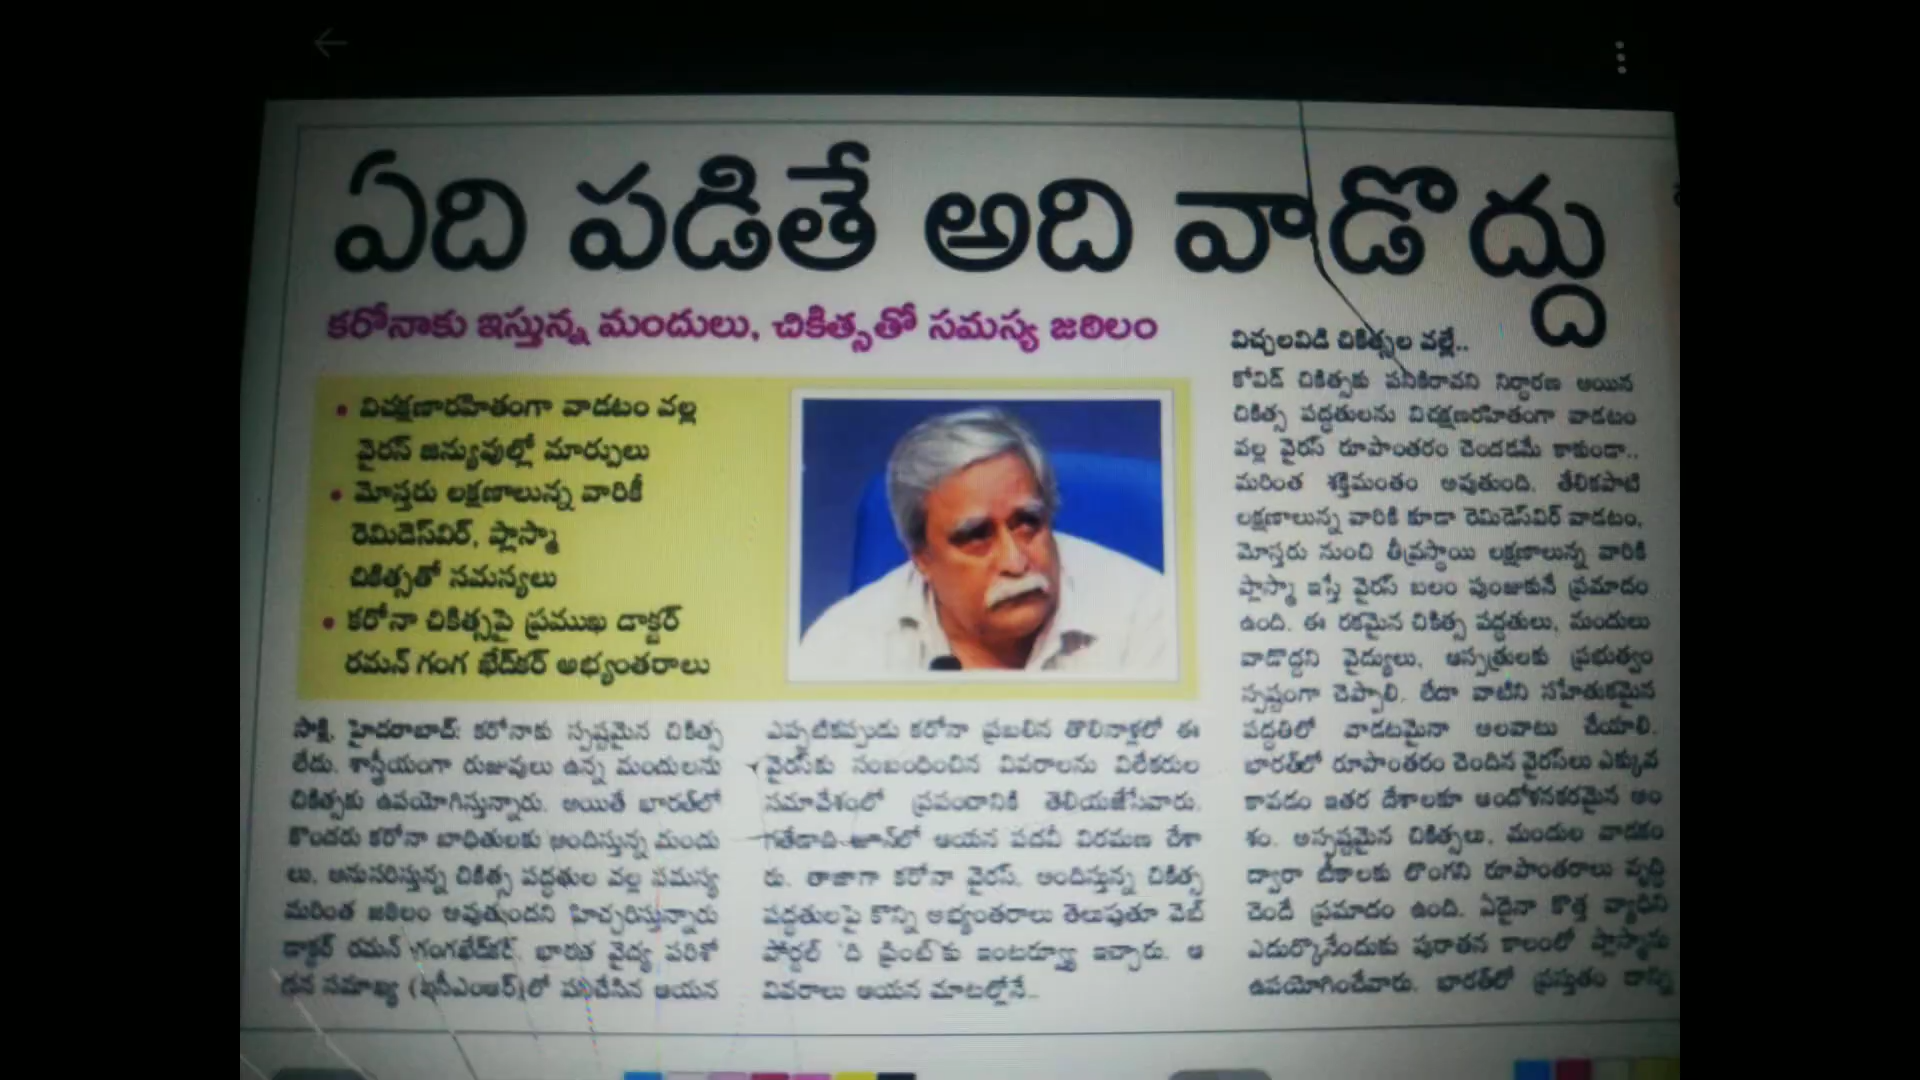 ఏది పడితే అది వాడొద్దు
కరోనాకు ఇస్తున్న మందులు, చికిత్సతో సమస్య జఠిలం
• విచక్షణారహితంగా వాడటం వల్ల
వైరస్ జన్యువుల్లో మార్పులు
• మోస్తరు లక్షణాలున్న వారికీ
రెమిడెస్‌విర్, ప్లాస్మా
చికిత్సతో సమస్యలు
• కరోనా చికిత్సపై ప్రముఖ డాక్టర్
రమన్ గంగ ఖేడ్‌కర్ అభ్యంతరాలు
సాక్షి, హైదరాబాద్: కరోనాకు స్పష్టమైన చికిత్స
లేదు. శాస్త్రీయంగా రుజువులు ఉన్న మందులను
చికిత్సకు ఉపయోగిస్తున్నారు. అయితే భారత్‌లో
కొందరు కరోనా బాధితులకు అందిస్తున్న మందు
లు, అనుసరిస్తున్న చికిత్స పద్ధతుల వల్ల సమస్య
మరింత జఠిలం అవుతుందని హెచ్చరిస్తున్నారు
డాక్టర్ రమన్ గంగఖేడ్‌కర్. భారత వైద్య పరిశో
ధన సమాఖ్య (ఐసీఎంఆర్)లో పనిచేసిన ఆయన
ఎప్పటికప్పుడు కరోనా ప్రబలిన తొలినాళ్లలో ఈ
వైరస్‌కు సంబంధించిన వివరాలను విలేకరుల
సమావేశంలో ప్రపంచానికి తెలియజేసేవారు.
గతేడాది జూన్‌లో ఆయన పదవీ విరమణ చేశా
రు. తాజాగా కరోనా వైరస్, అందిస్తున్న చికిత్స
పద్ధతులపై కొన్ని అభ్యంతరాలు తెలుపుతూ వెబ్
పోర్టల్ 'ది ప్రింట్'కు ఇంటర్వ్యూ ఇచ్చారు. ఆ
వివరాలు ఆయన మాటల్లోనే..
విచ్చలవిడి చికిత్సల వల్లే..
కోవిడ్ చికిత్సకు పనికిరావని నిర్ధారణ అయిన
చికిత్స పద్ధతులను విచక్షణరహితంగా వాడటం
వల్ల వైరస్ రూపాంతరం చెందడమే కాకుండా..
మరింత శక్తిమంతం అవుతుంది. తేలికపాటి
లక్షణాలున్న వారికి కూడా రెమిడెస్‌విర్ వాడటం,
మోస్తరు నుంచి తీవ్రస్థాయి లక్షణాలున్న వారికి
ప్లాస్మా ఇస్తే వైరస్ బలం పుంజుకునే ప్రమాదం
ఉంది. ఈ రకమైన చికిత్స పద్ధతులు, మందులు
వాడొద్దని వైద్యులు, ఆస్పత్రులకు ప్రభుత్వం
స్పష్టంగా చెప్పాలి. లేదా వాటిని సహేతుకమైన
పద్ధతిలో వాడటమైనా అలవాటు చేయాలి.
భారత్‌లో రూపాంతరం చెందిన వైరస్‌లు ఎక్కువ
కావడం ఇతర దేశాలకూ ఆందోళనకరమైన అం
శం. అస్పష్టమైన చికిత్సలు, మందుల వాడకం
ద్వారా టీకాలకు లొంగని రూపాంతరాలు వృద్ధి
చెందే ప్రమాదం ఉంది. ఏదైనా కొత్త వ్యాధిని
ఎదుర్కొనేందుకు పురాతన కాలంలో ప్లాస్మాను
ఉపయోగించేవారు. భారత్‌లో ప్రస్తుతం దాన్ని